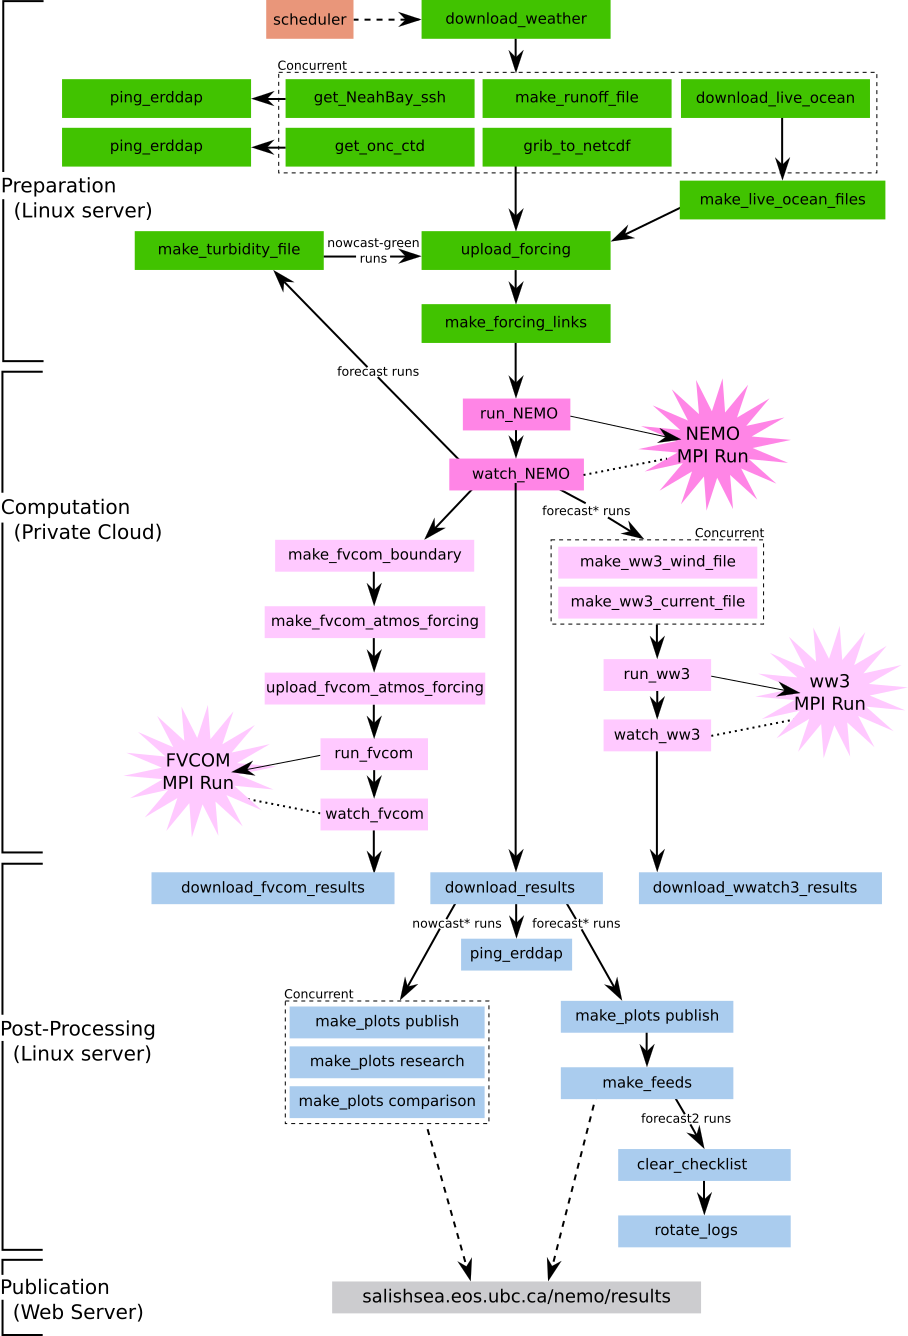 scheduler
download_weather
Concurrent
ping_erddap
get_NeahBay_ssh
make_runoff_file
download_live_ocean
ping_erddap
get_onc_ctd
grib_to_netcdf
Preparation
(Linux server)
make_live_ocean_files
make_turbidity_file
nowcast-green
runs
upload_forcing
make_forcing_links
forecast runs
run_NEMO
NEMO
MPI Run
watch_NEMO
Computation
(Private Cloud)
forecast* runs
Concurrent
make_fvcom_boundary
make_ww3_wind_file
make_ww3_current_file
make_fvcom_atmos_forcing
upload_fvcom_atmos_forcing
run_ww3
ww3
MPI Run
watch_ww3
run_fvcom
FVCOM
MPI Run
watch_fvcom
download_fvcom_results
download_results
download_wwatch3_results
nowcast* runs
forecast* runs
ping_erddap
Post-Processing
(Linux server)
Concurrent
make_plots publish
make_plots research
make_plots comparison
make_plots publish
make_feeds
forecast2 runs
clear_checklist
rotate_logs
Publication
(Web Server)
salishsea.eos.ubc.ca/nemo/results